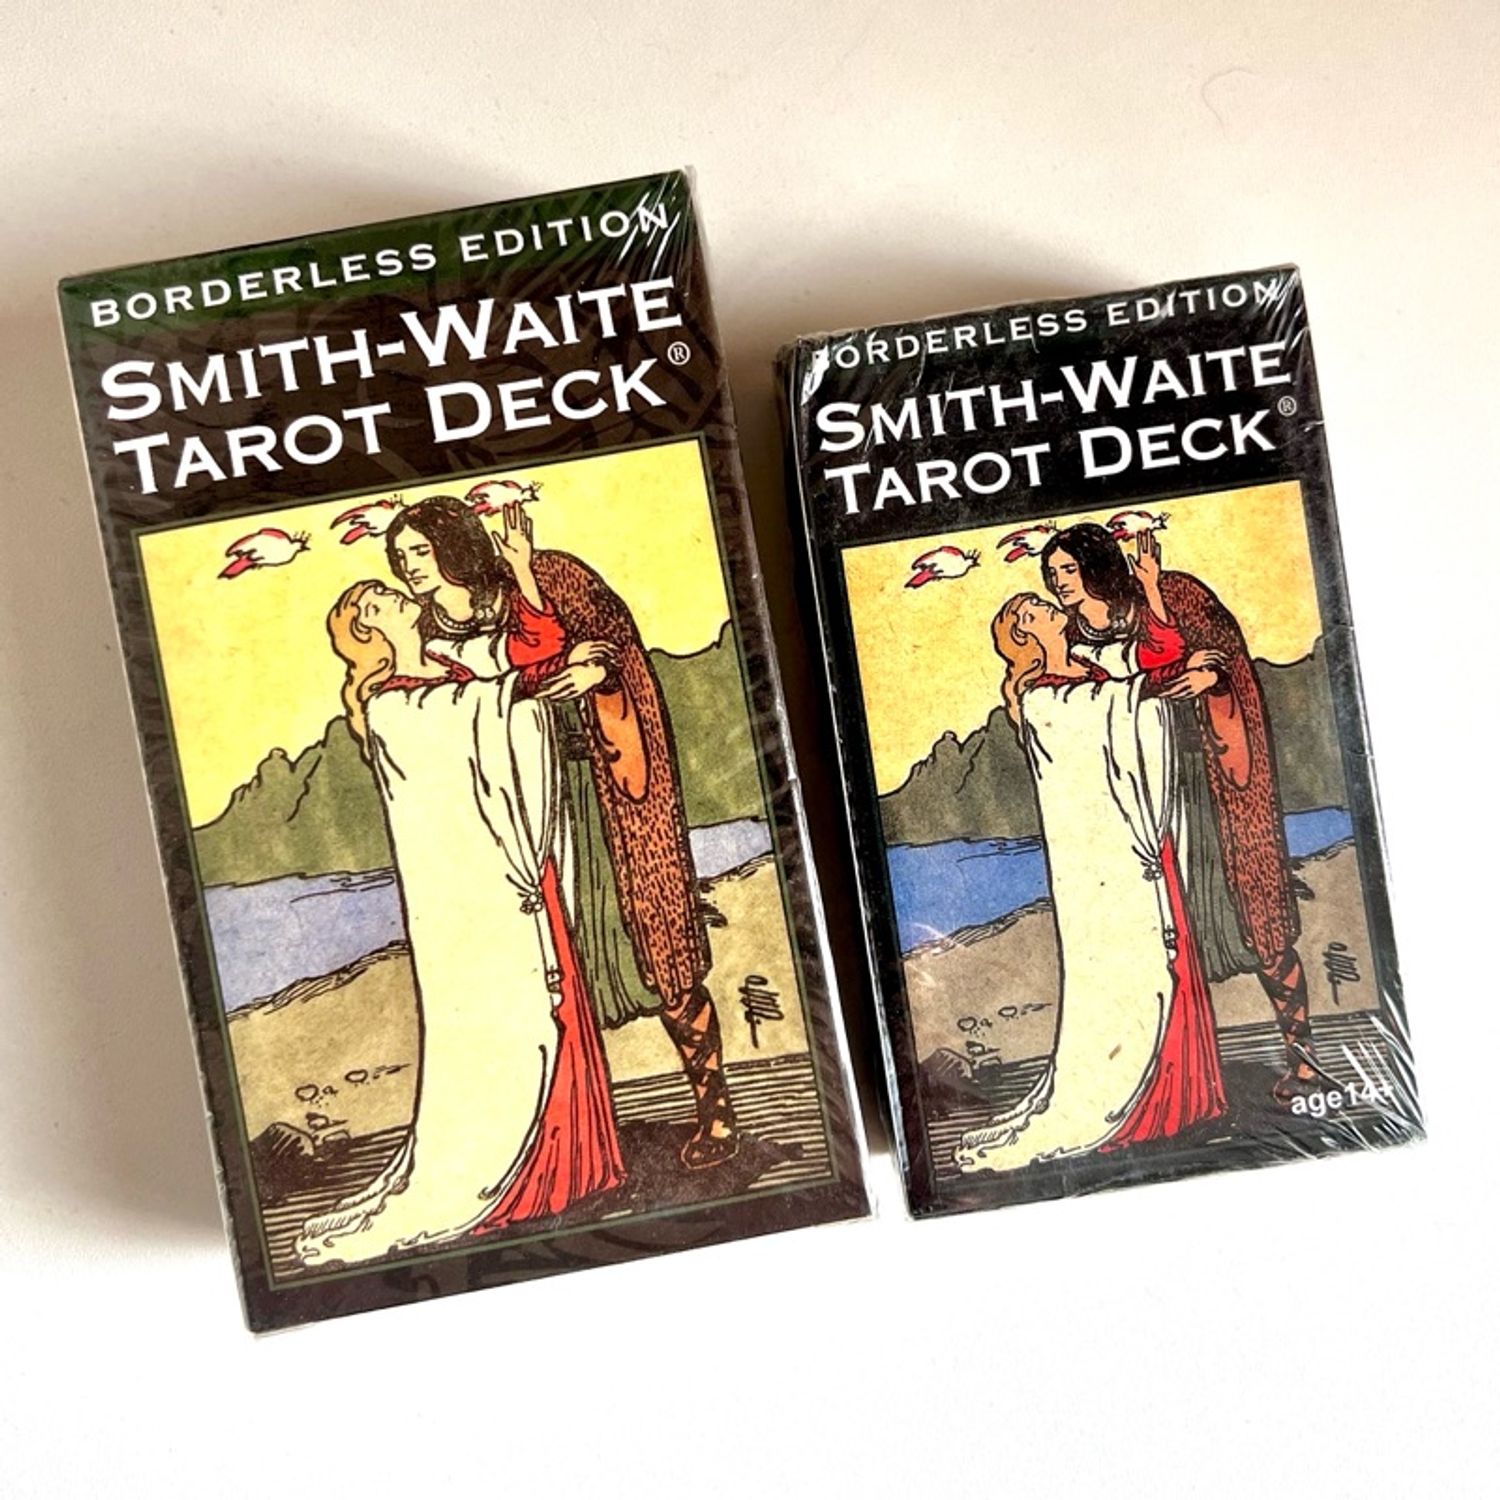 BORDERLESS EDITION
SMITH-WAITE
TAROT DECK®
BORDERLESS EDITION
SMITH-WAITE
TAROT DECK®
age14+